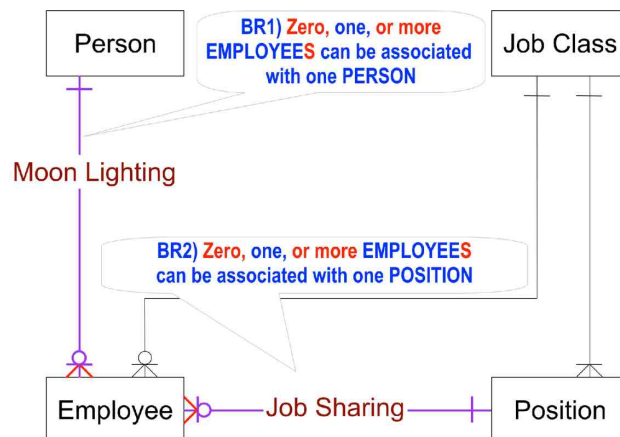 Person
BR1) Zero, one, or more
EMPLOYEES can be associated
with one PERSON
Job Class
Moon Lighting
BR2) Zero, one, or more EMPLOYEES
can be associated with one POSITION
Employee
Job Sharing
Position